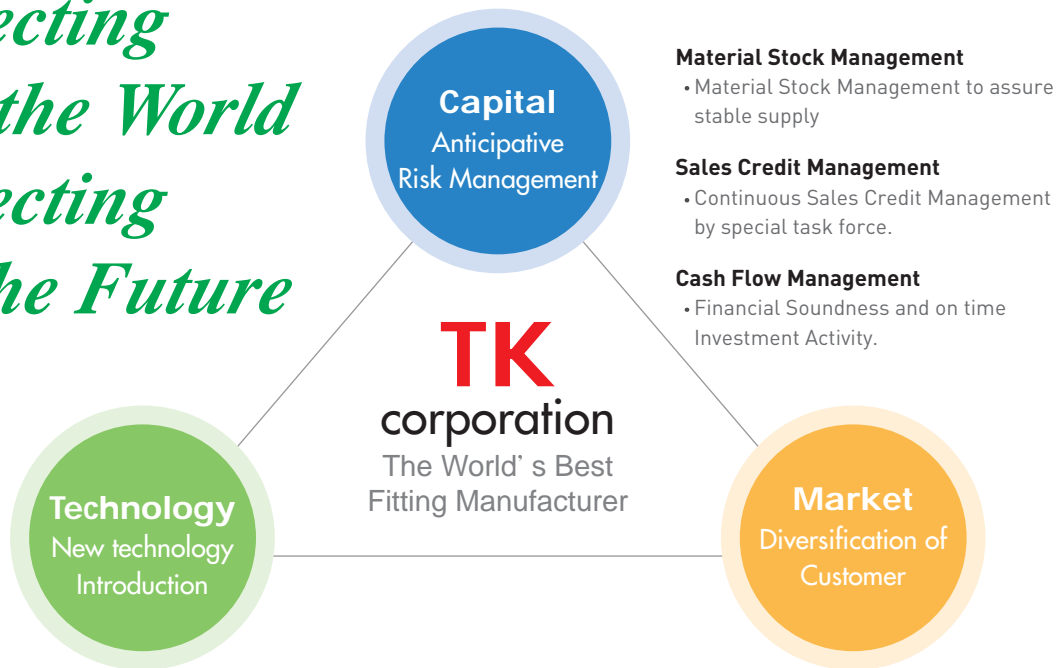 ecting
the World
ecting
he Future
Capital
Anticipative
Risk Management
Material Stock Management
• Material Stock Management to assure
stable supply
Sales Credit Management
• Continuous Sales Credit Management
by special task force.
Cash Flow Management
• Financial Soundness and on time
Investment Activity.
TK
corporation
The World' s Best
Fitting Manufacturer
Technology
New technology
Introduction
Market
Diversification of
Customer